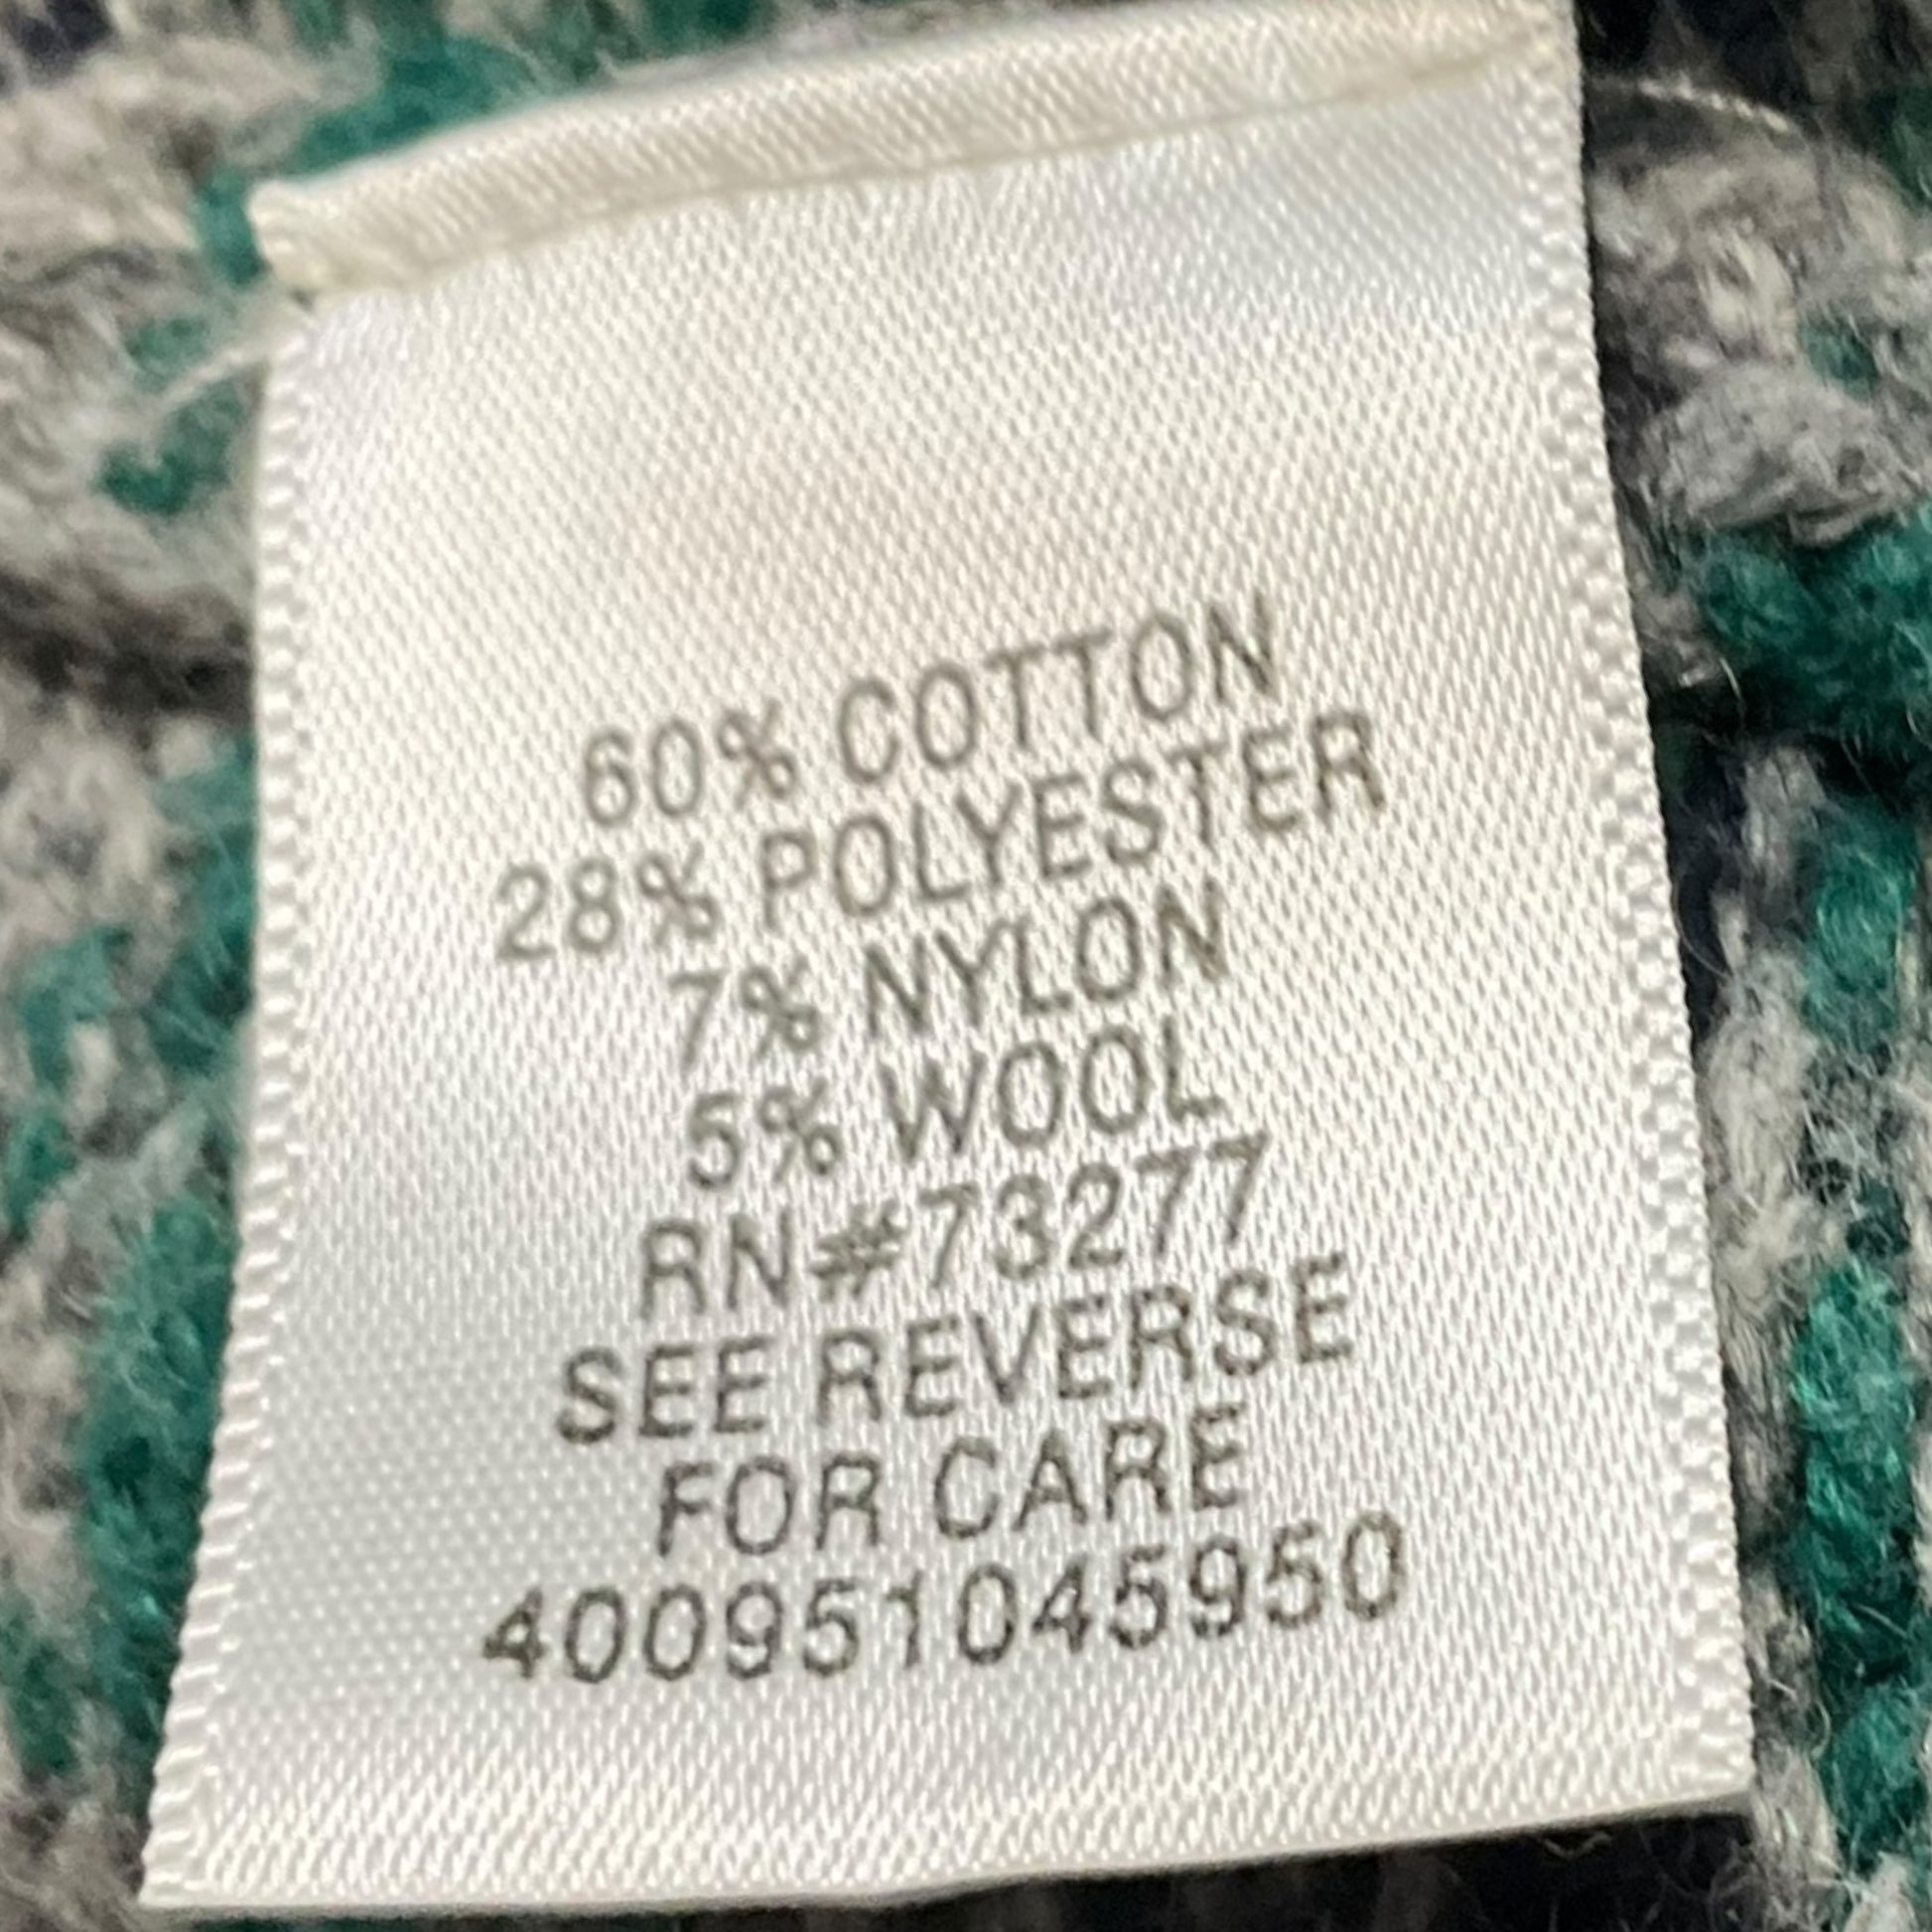 60% COTTON
28% POLYESTER
7% NYLON
5% WOOL
RN#73277
SEE REVERSE
FOR CARE
400951045950